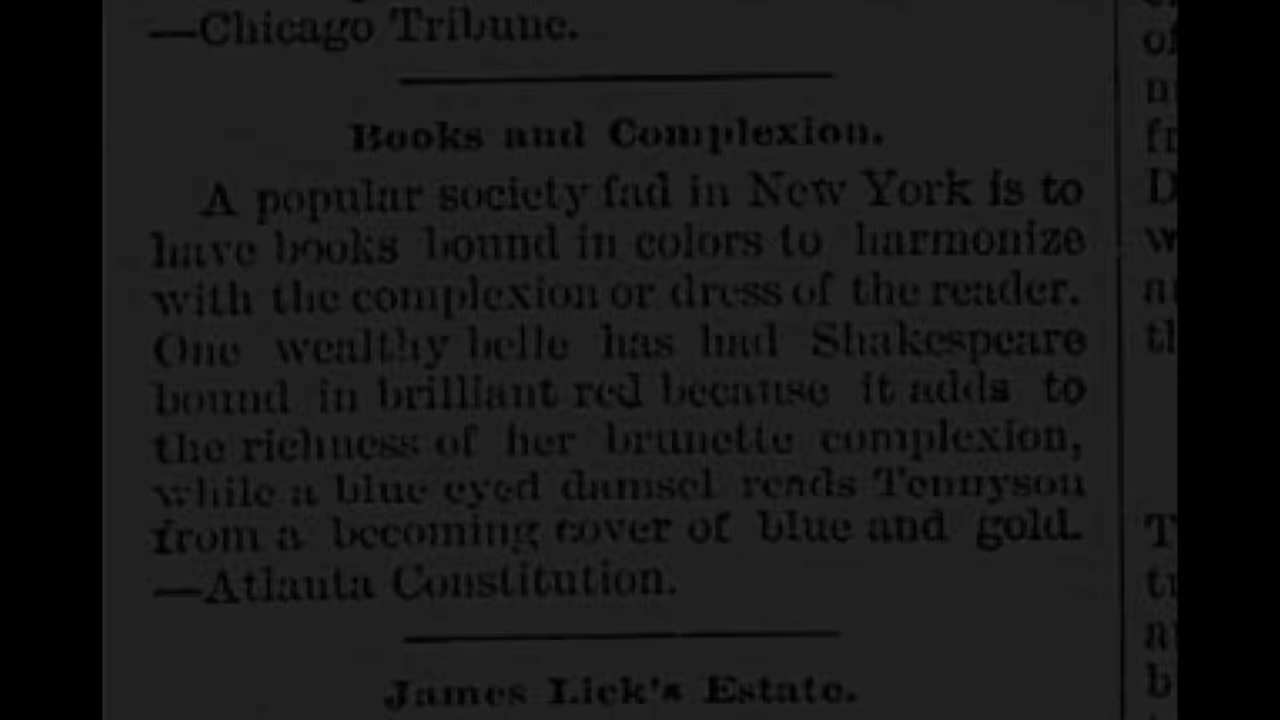 —Chicago Tribune.
Books and Complexion.
A popular society fad in New York is to
have books bound in colors to harmonize
with the complexion or dress of the reader.
One wealthy belle has had Shakespeare
bound in brilliant red because it adds to
the richness of her brunette complexion,
while a blue eyed damsel reads Tennyson
from a becoming cover of blue and gold.
—Atlanta Constitution.
James Lick's Estate.